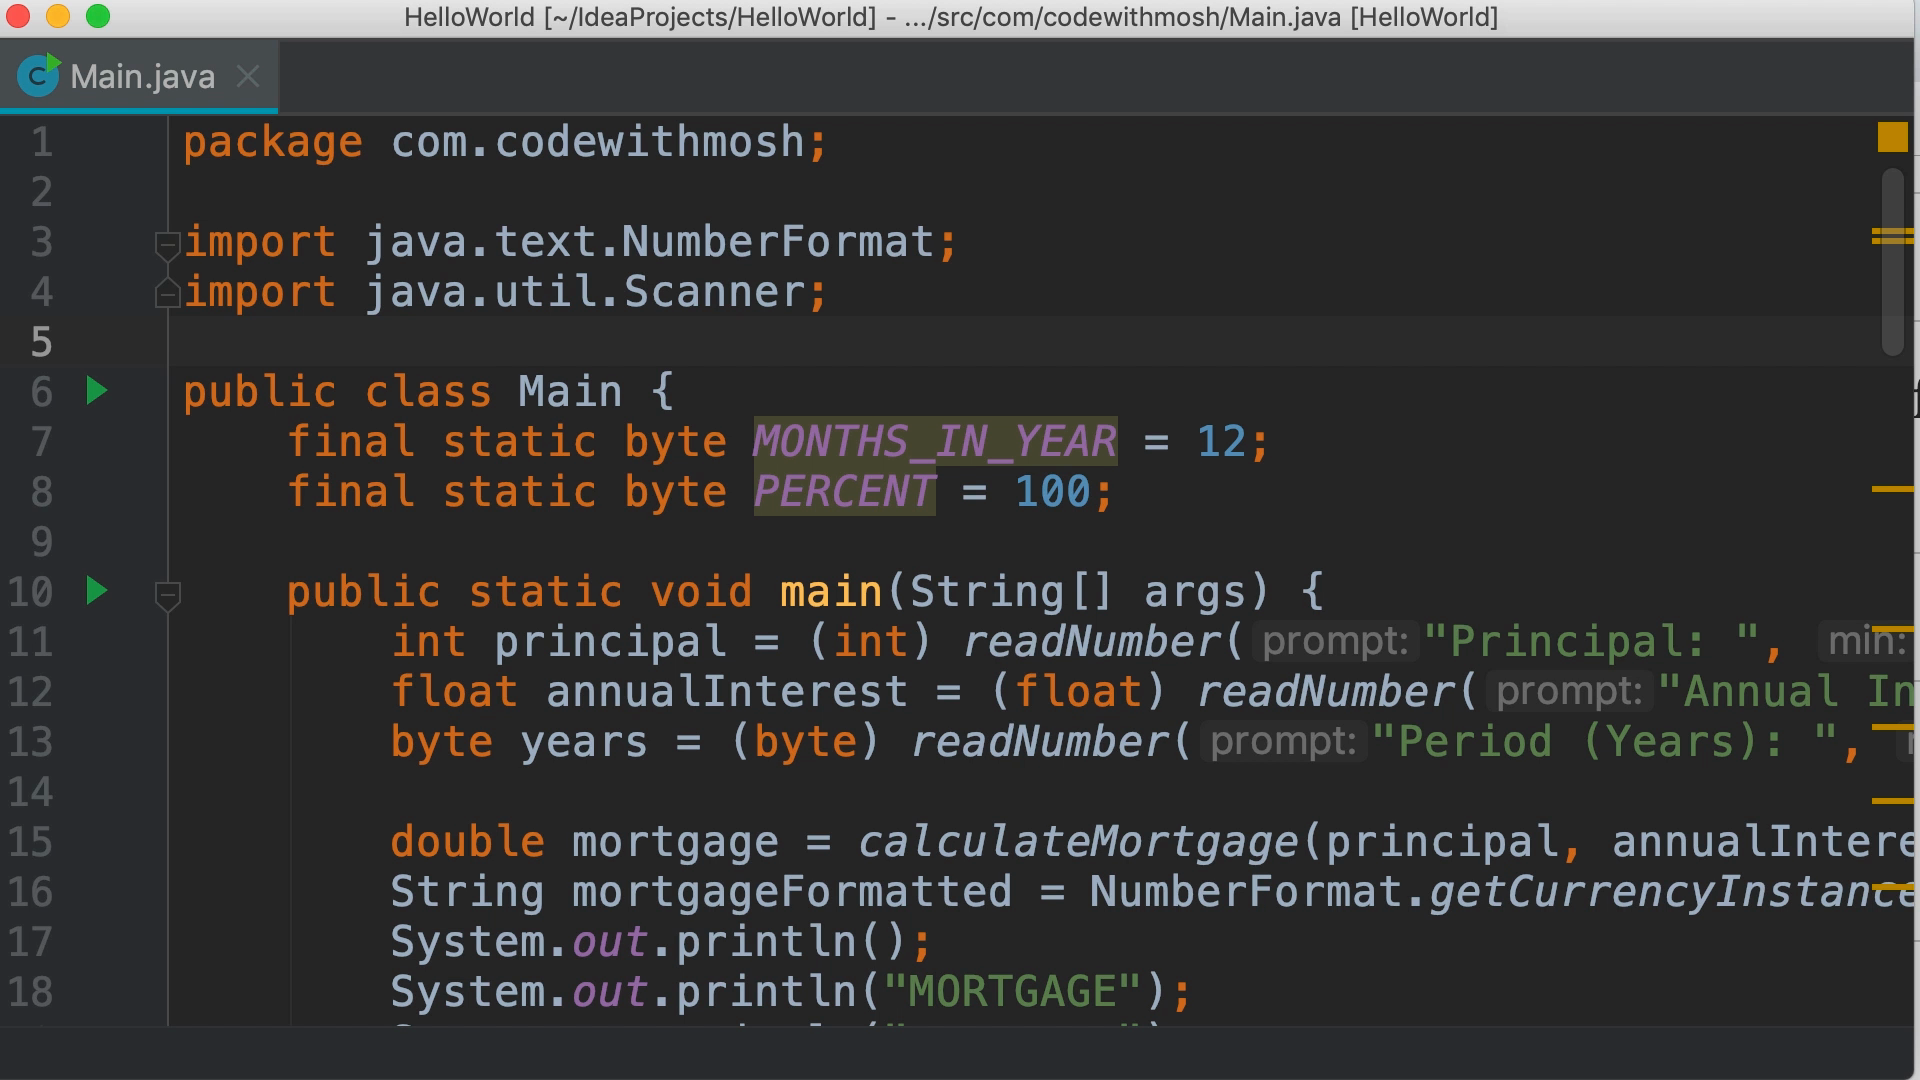 HelloWorld [~/IdeaProjects/HelloWorld] - .../src/com/codewithmosh/Main.java [HelloWorld]
Main.java
1 package com.codewithmosh;
2
3 import java.text.NumberFormat;
4 import java.util.Scanner;
5
6 public class Main {
7 final static byte MONTHS_IN_YEAR = 12;
8 final static byte PERCENT = 100;
9
10 public static void main(String[] args) {
11 int principal = (int) readNumber( prompt: "Principal: ", min:
12 float annualInterest = (float) readNumber( prompt: "Annual In
13 byte years = (byte) readNumber( prompt: "Period (Years): ",
14
15 double mortgage = calculateMortgage(principal, annualIntere
16 String mortgageFormatted = NumberFormat.getCurrencyInstance
17 System.out.println();
18 System.out.println("MORTGAGE");